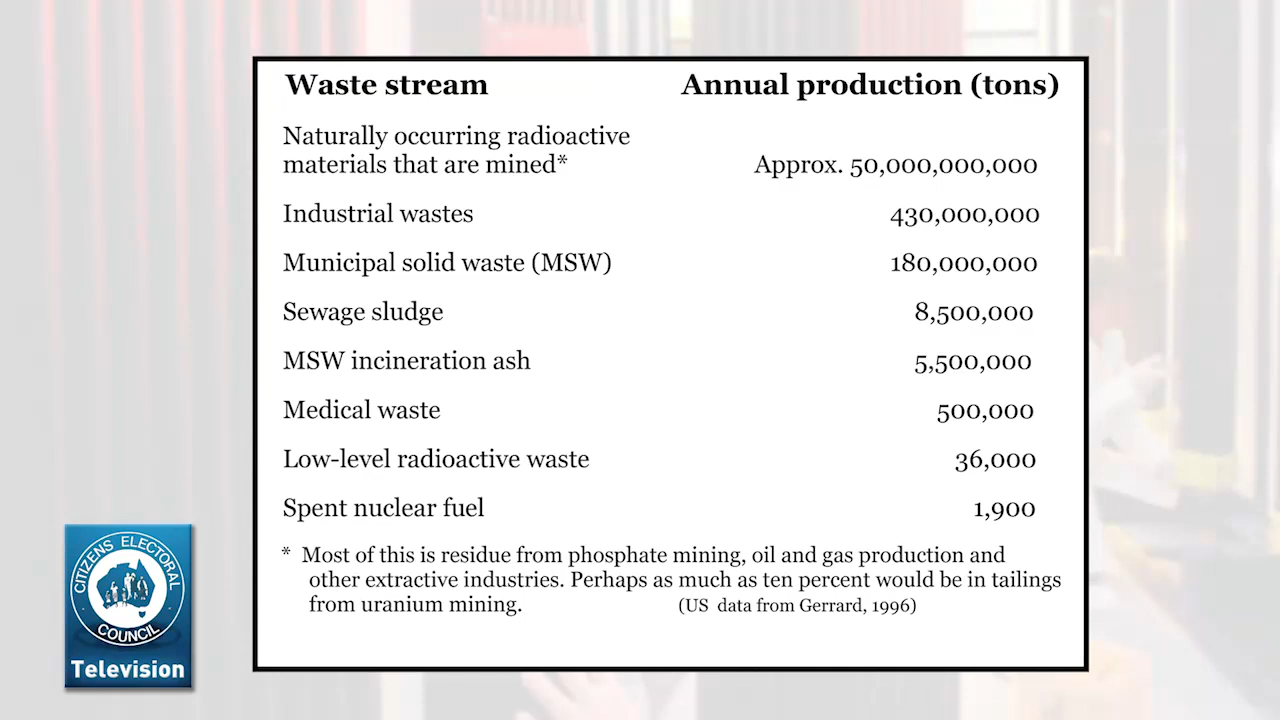 Waste stream Annual production (tons)
Naturally occurring radioactive
materials that are mined* Approx. 50,000,000,000
Industrial wastes 430,000,000
Municipal solid waste (MSW) 180,000,000
Sewage sludge 8,500,000
MSW incineration ash 5,500,000
Medical waste 500,000
Low-level radioactive waste 36,000
Spent nuclear fuel 1,900
* Most of this is residue from phosphate mining, oil and gas production and
other extractive industries. Perhaps as much as ten percent would be in tailings
from uranium mining. (US data from Gerrard, 1996)
CITIZENS ELECTORAL
COUNCIL
Television